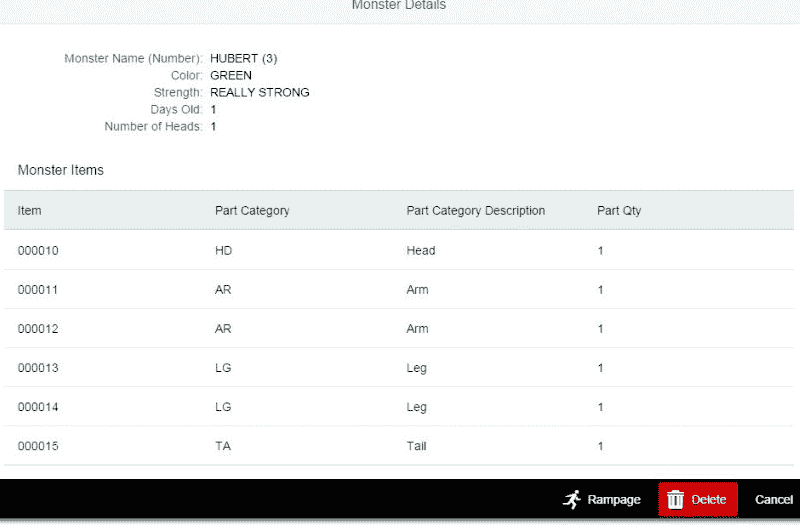 Monster Details
Monster Name (Number): HUBERT (3)
Color: GREEN
Strength: REALLY STRONG
Days Old: 1
Number of Heads: 1
Monster Items
Item Part Category Part Category Description Part Qty
000010 HD Head 1
000011 AR Arm 1
000012 AR Arm 1
000013 LG Leg 1
000014 LG Leg 1
000015 TA Tail 1
Rampage Delete Cancel